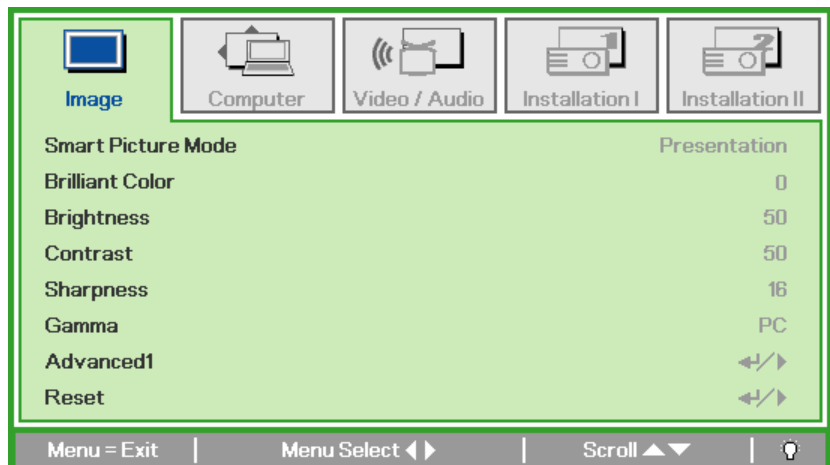 Image Computer Video / Audio Installation I Installation II
Smart Picture Mode Presentation
Brilliant Color 0
Brightness 50
Contrast 50
Sharpness 16
Gamma PC
Advanced1 ↵/▶
Reset ↵/▶
Menu = Exit | Menu Select ◀▶ | Scroll ▲▼ |